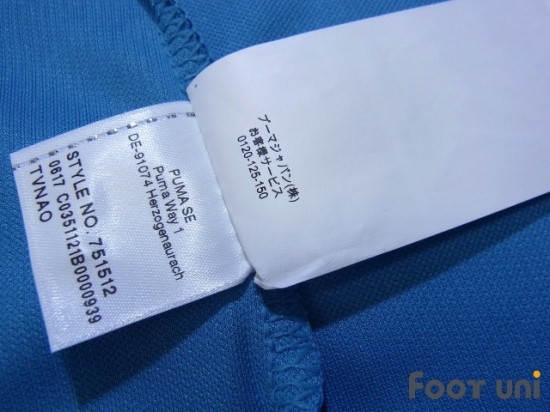 PUMA SE
Puma Way 1
DE-91074 Herzogenaurach
STYLE NO.: 751512
0617 C0351121B0000939
TVNAO
プーマジャパン(株)
お客様サービス
0120-125-150
FOOT UNI